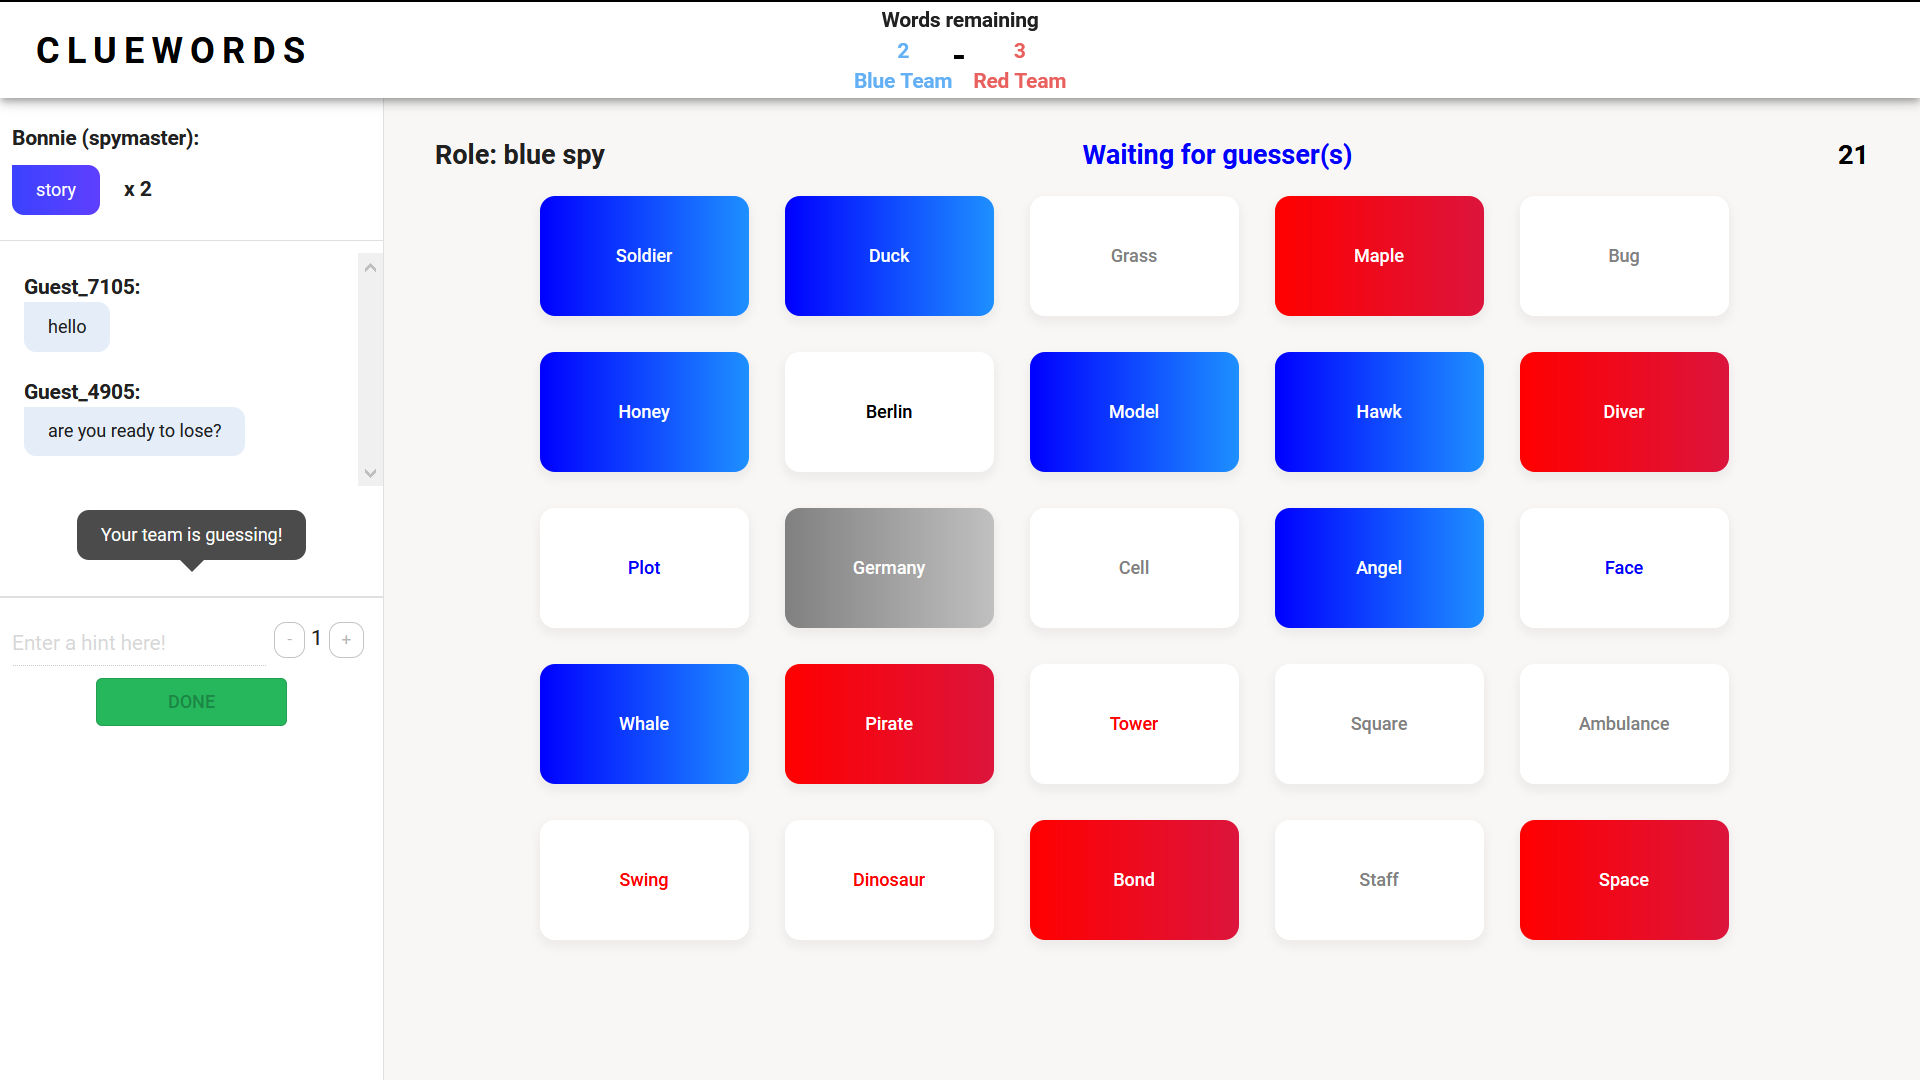 CLUEWORDS
Words remaining
2 - 3
Blue Team Red Team
Bonnie (spymaster):
story x 2
Guest_7105:
hello
Guest_4905:
are you ready to lose?
Your team is guessing!
Enter a hint here! - 1 +
DONE
Role: blue spy Waiting for guesser(s) 21
Soldier Duck Grass Maple Bug
Honey Berlin Model Hawk Diver
Plot Germany Cell Angel Face
Whale Pirate Tower Square Ambulance
Swing Dinosaur Bond Staff Space